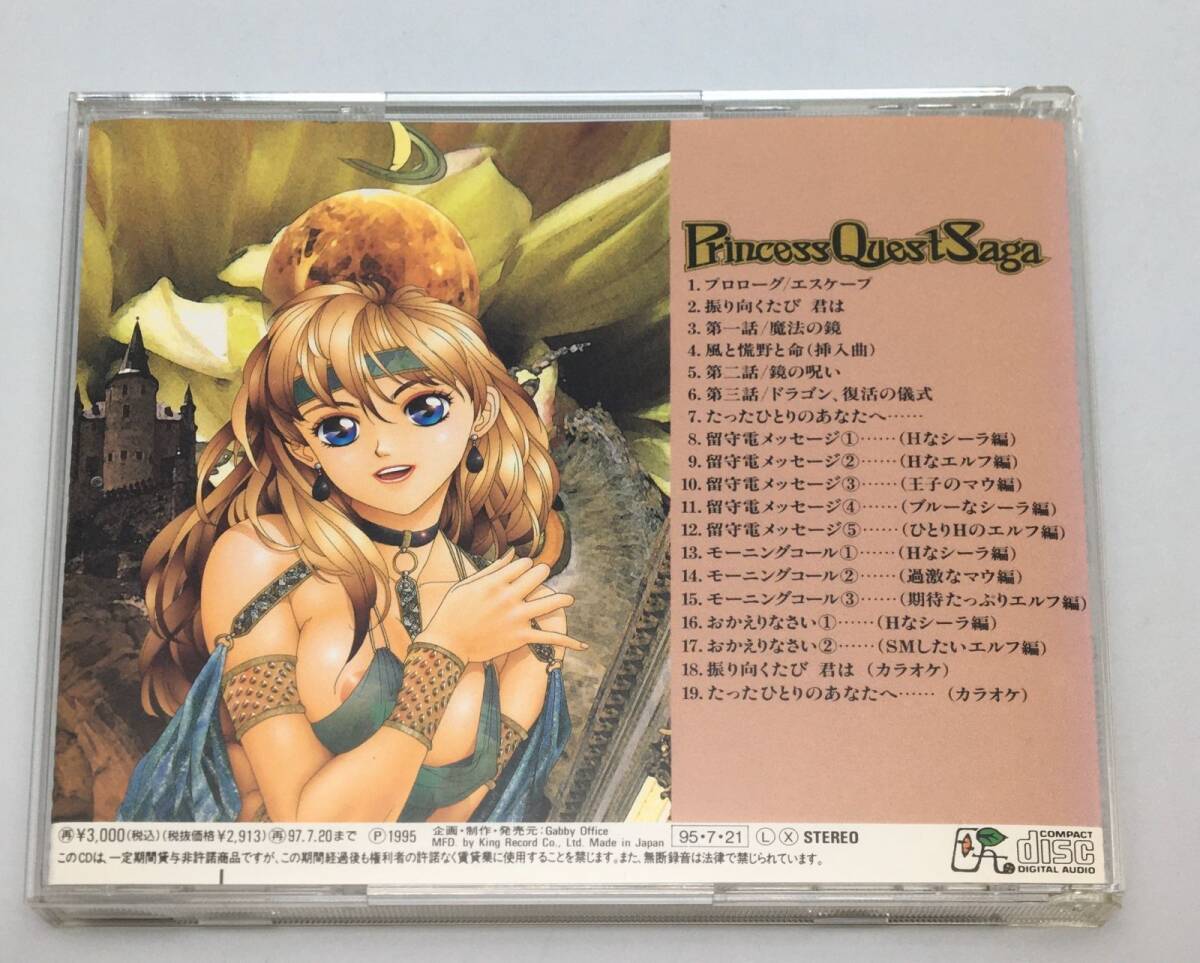 Princess Quest Saga
1. プロローグ/エスケープ
2. 振り向くたび 君は
3. 第一話/魔法の鏡
4. 風と慌野と命(挿入曲)
5. 第二話/鏡の呪い
6. 第三話/ドラゴン、復活の儀式
7. たったひとりのあなたへ……
8. 留守電メッセージ①……(Hなシーラ編)
9. 留守電メッセージ②……(Hなエルフ編)
10. 留守電メッセージ③……(王子のマウ編)
11. 留守電メッセージ④……(ブルーなシーラ編)
12. 留守電メッセージ⑤……(ひとりHのエルフ編)
13. モーニングコール①……(Hなシーラ編)
14. モーニングコール②……(過激なマウ編)
15. モーニングコール③……(期待たっぷりエルフ編)
16. おかえりなさい①……(Hなシーラ編)
17. おかえりなさい②……(SMしたいエルフ編)
18. 振り向くたび 君は (カラオケ)
19. たったひとりのあなたへ…… (カラオケ)
再¥3,000(税込)(税抜価格¥2,913)再97.7.20まで Ⓟ1995 企画・制作・発売元:Gabby Office
MFD. by King Record Co., Ltd. Made in Japan
95・7・21 Ⓛ Ⓧ STEREO
このCDは、一定期間貸与非許諾商品ですが、この期間経過後も権利者の許諾なく賃貸業に使用することを禁じます。また、無断録音は法律で禁じられています。
COMPACT
disc
DIGITAL AUDIO